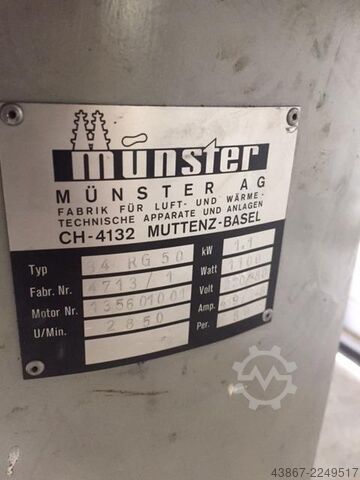 münster
MÜNSTER AG
FABRIK FÜR LUFT- UND WÄRME-
TECHNISCHE APPARATE UND ANLAGEN
CH-4132 MUTTENZ-BASEL
Typ 34 RG 50 kW 1.1
Fabr. Nr. 4713/1 Watt 1100
Motor Nr. 13560101 Volt
U/Min. 2850 Amp.
Per. 50
43867-2249517